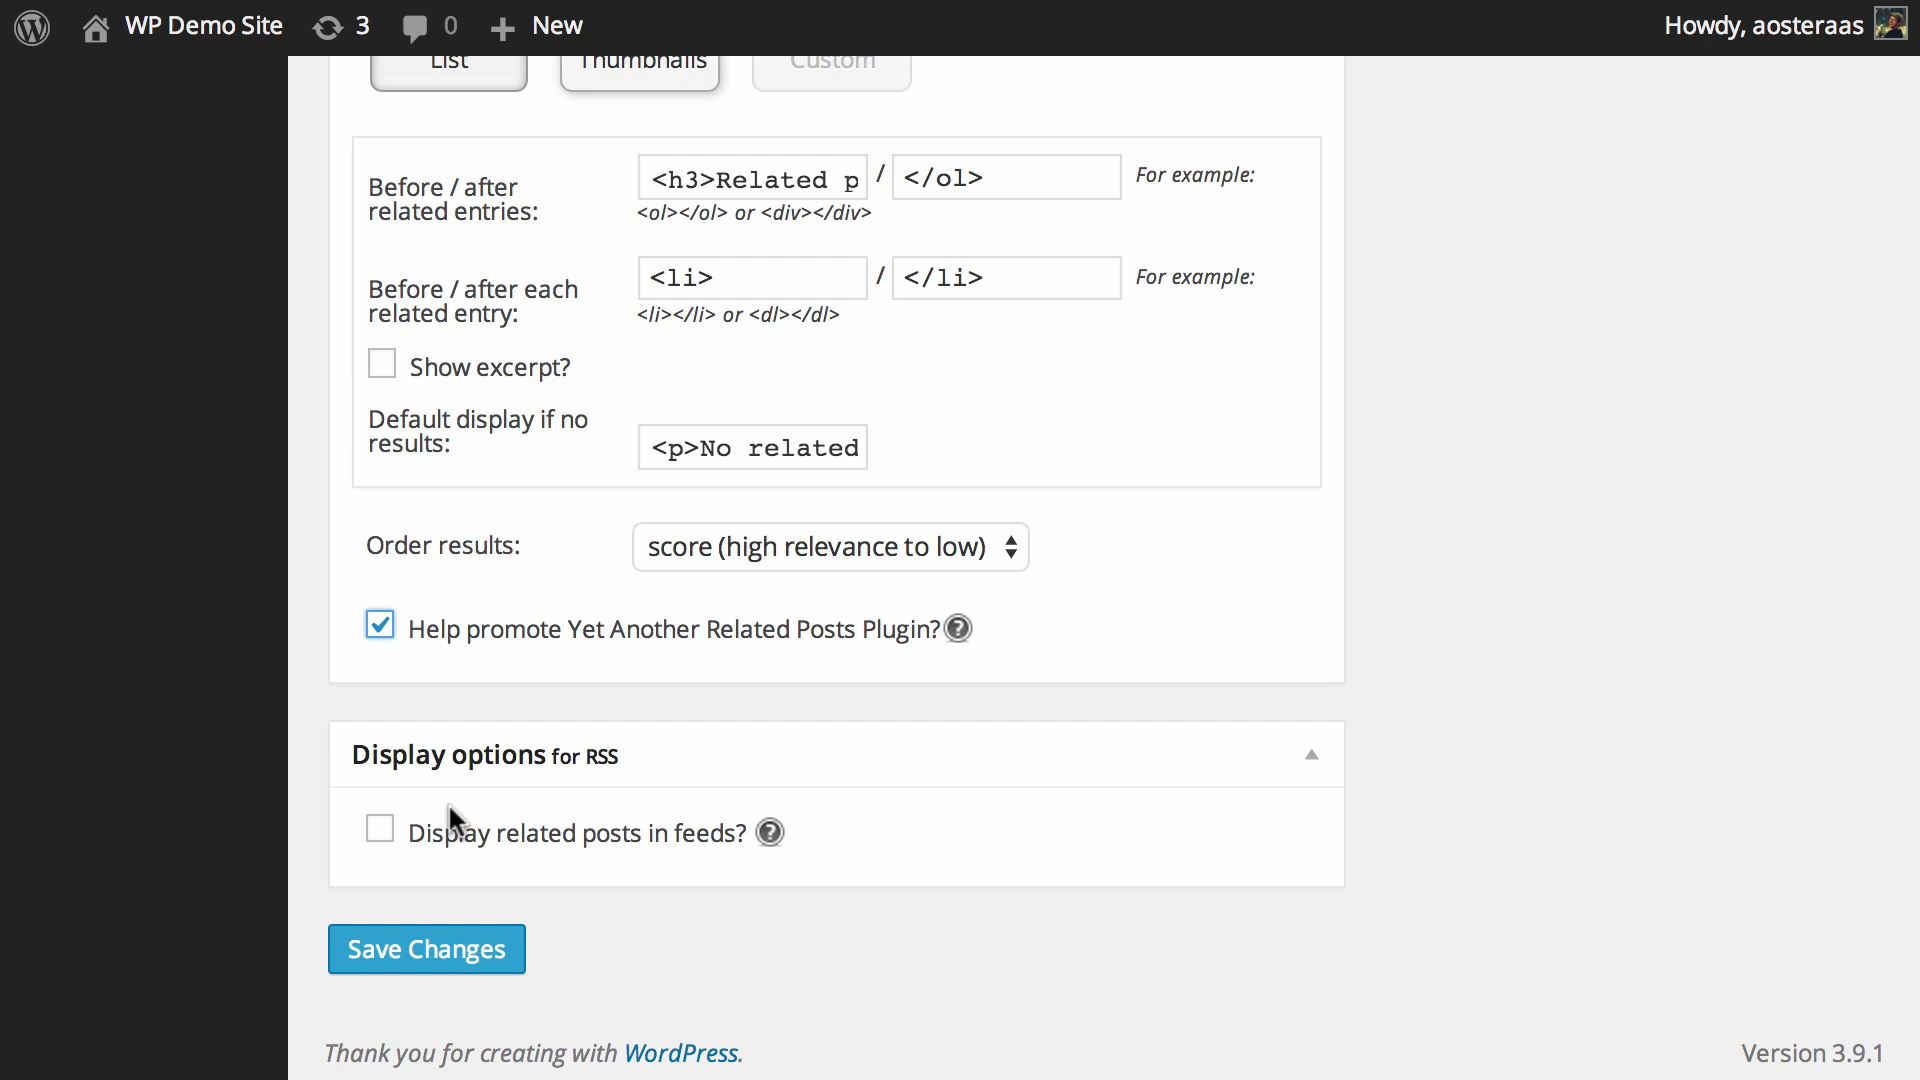 WP Demo Site 3 0 New Howdy, aosteraas
List Thumbnails Custom
Before / after
related entries:
<h3>Related p / </ol> For example:
<ol></ol> or <div></div>
Before / after each
related entry:
<li> / </li> For example:
<li></li> or <dl></dl>
Show excerpt?
Default display if no
results:
<p>No related
Order results: score (high relevance to low)
Help promote Yet Another Related Posts Plugin?
Display options for RSS
Display related posts in feeds?
Save Changes
Thank you for creating with WordPress. Version 3.9.1